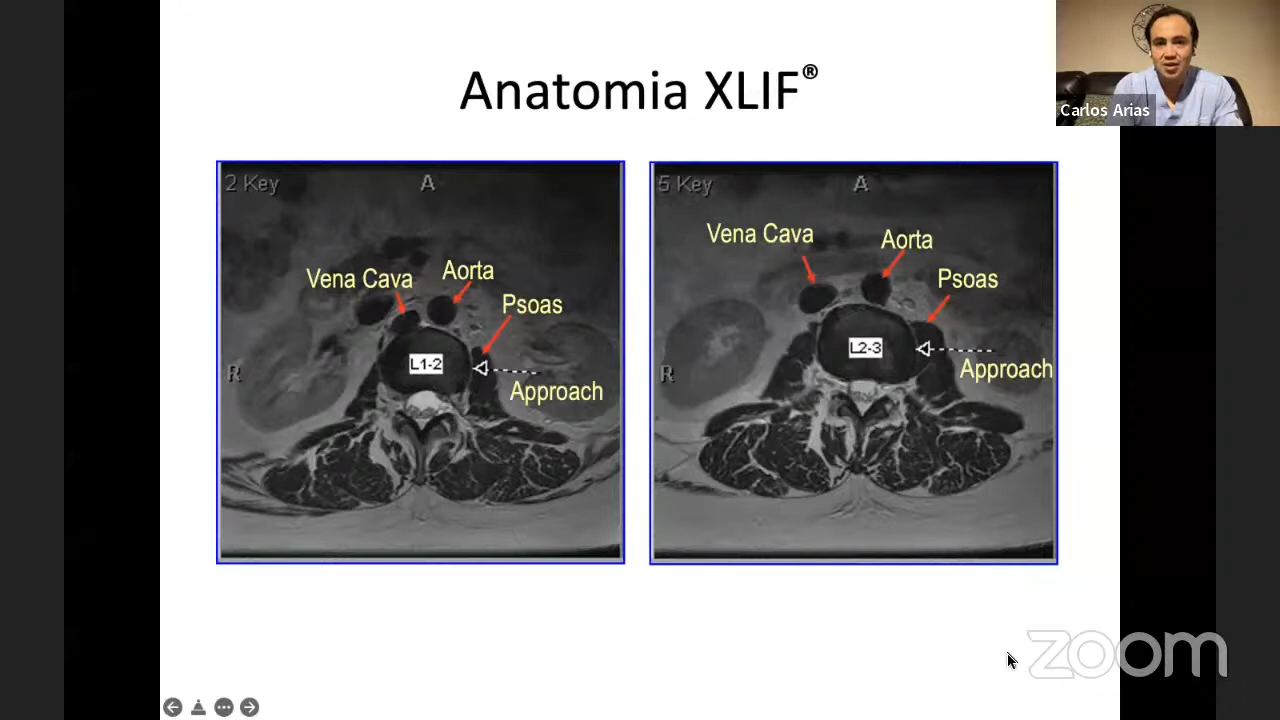 Anatomia XLIF®
Carlos Arias
2 Key
A
Vena Cava
Aorta
Psoas
L1-2
R
Approach
5 Key
A
Vena Cava
Aorta
Psoas
L2-3
R
Approach
zoom